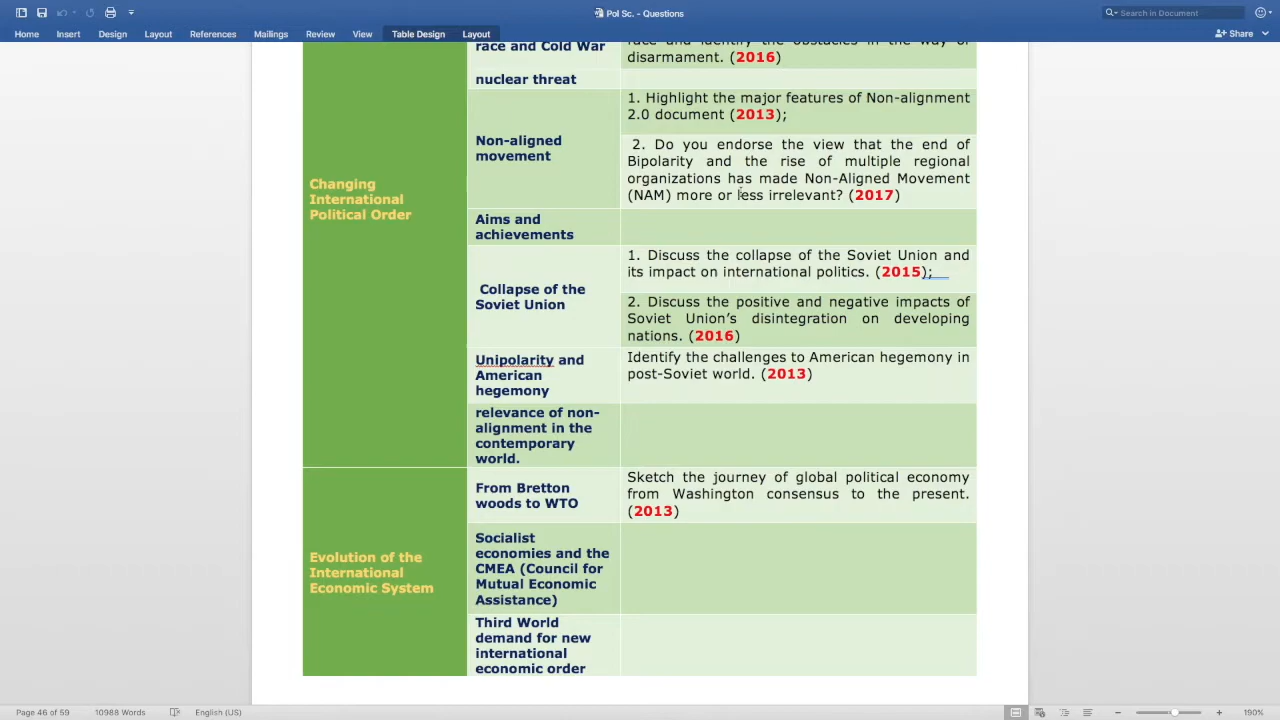 Pol Sc. - Questions
Search in Document
Home Insert Design Layout References Mailings Review View Table Design Layout Share
race and Cold War
race and identify the obstacles in the way of
disarmament. (2016)
nuclear threat
Changing
International
Political Order
Non-aligned
movement
1. Highlight the major features of Non-alignment
2.0 document (2013);
2. Do you endorse the view that the end of
Bipolarity and the rise of multiple regional
organizations has made Non-Aligned Movement
(NAM) more or less irrelevant? (2017)
Aims and
achievements
Collapse of the
Soviet Union
1. Discuss the collapse of the Soviet Union and
its impact on international politics. (2015);
2. Discuss the positive and negative impacts of
Soviet Union’s disintegration on developing
nations. (2016)
Unipolarity and
American
hegemony
Identify the challenges to American hegemony in
post-Soviet world. (2013)
relevance of non-
alignment in the
contemporary
world.
Evolution of the
International
Economic System
From Bretton
woods to WTO
Sketch the journey of global political economy
from Washington consensus to the present.
(2013)
Socialist
economies and the
CMEA (Council for
Mutual Economic
Assistance)
Third World
demand for new
international
economic order
Page 46 of 59 10988 Words English (US) 190%